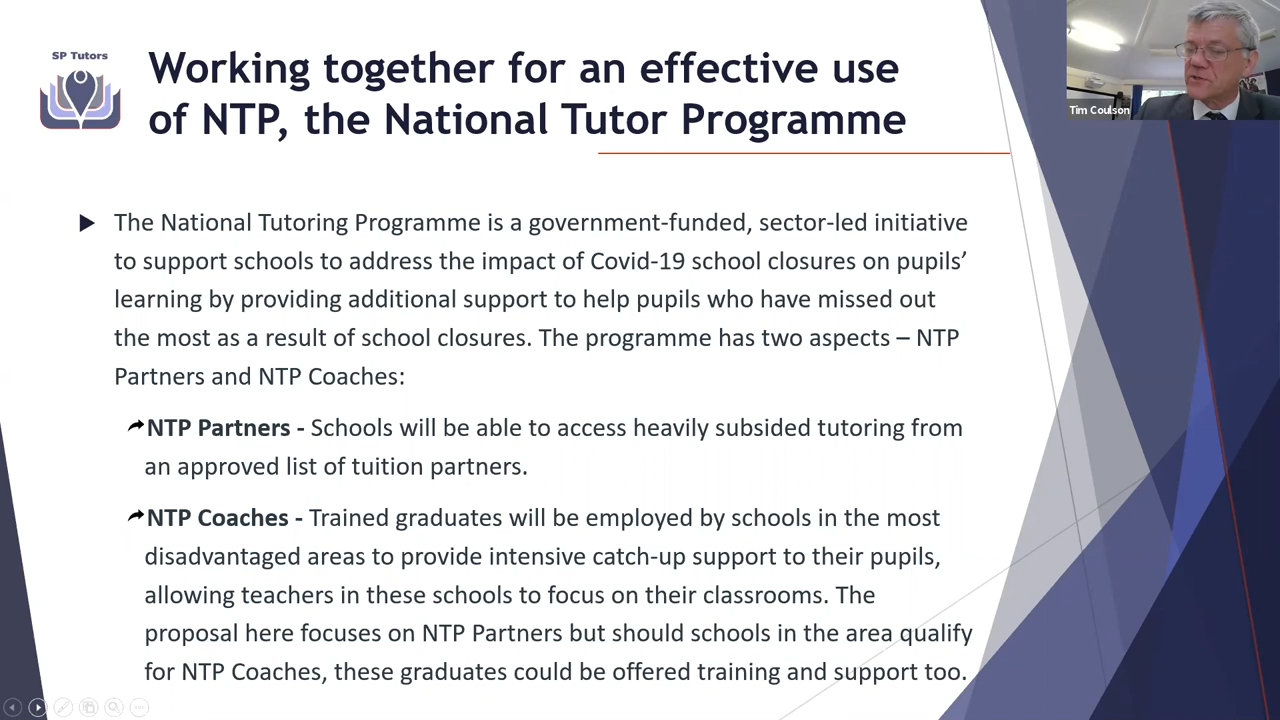 SP Tutors
Working together for an effective use
of NTP, the National Tutor Programme
Tim Coulson
The National Tutoring Programme is a government-funded, sector-led initiative
to support schools to address the impact of Covid-19 school closures on pupils’
learning by providing additional support to help pupils who have missed out
the most as a result of school closures. The programme has two aspects – NTP
Partners and NTP Coaches:
NTP Partners - Schools will be able to access heavily subsided tutoring from
an approved list of tuition partners.
NTP Coaches - Trained graduates will be employed by schools in the most
disadvantaged areas to provide intensive catch-up support to their pupils,
allowing teachers in these schools to focus on their classrooms. The
proposal here focuses on NTP Partners but should schools in the area qualify
for NTP Coaches, these graduates could be offered training and support too.